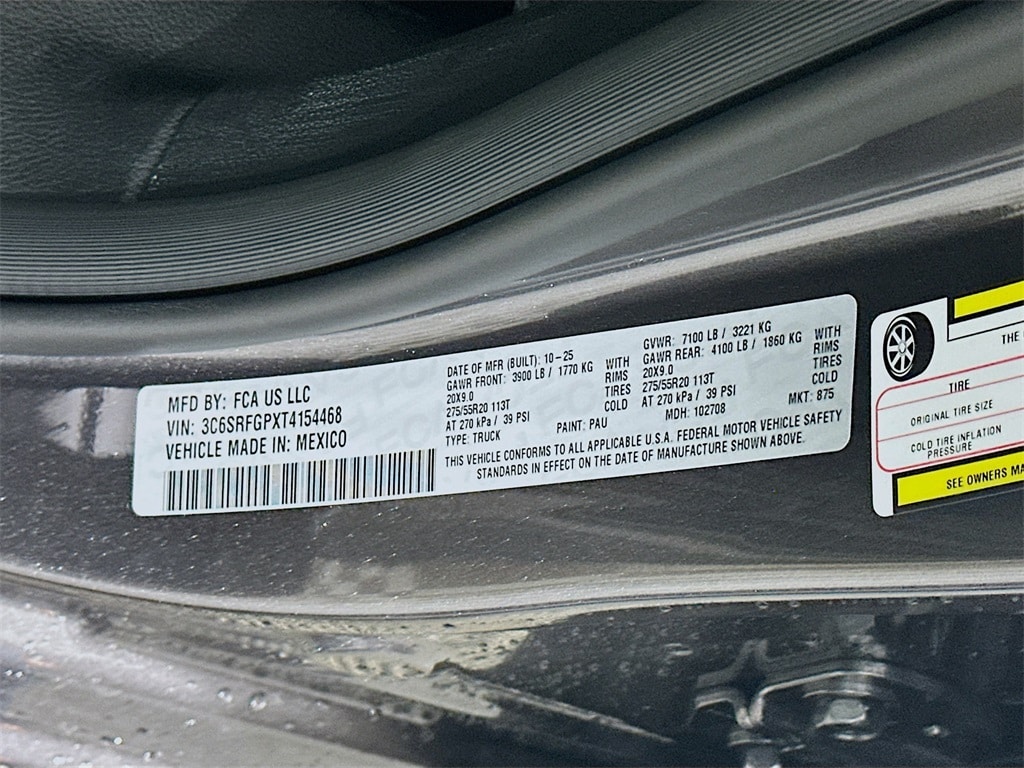 MFD BY: FCA US LLC
VIN: 3C6SRFGPXT4154468
VEHICLE MADE IN: MEXICO
DATE OF MFR (BUILT): 10-25
GAWR FRONT: 3900 LB / 1770 KG WITH
20X9.0 RIMS
275/55R20 113T TIRES
AT 270 kPa / 39 PSI COLD
TYPE: TRUCK PAINT: PAU
GVWR: 7100 LB / 3221 KG
GAWR REAR: 4100 LB / 1860 KG WITH
20X9.0 RIMS
275/55R20 113T TIRES
AT 270 kPa / 39 PSI COLD
MDH: 102708 MKT: 875
THIS VEHICLE CONFORMS TO ALL APPLICABLE U.S.A. FEDERAL MOTOR VEHICLE SAFETY
STANDARDS IN EFFECT ON THE DATE OF MANUFACTURE SHOWN ABOVE.
THE
TIRE
ORIGINAL TIRE SIZE
COLD TIRE INFLATION
PRESSURE
SEE OWNERS MA